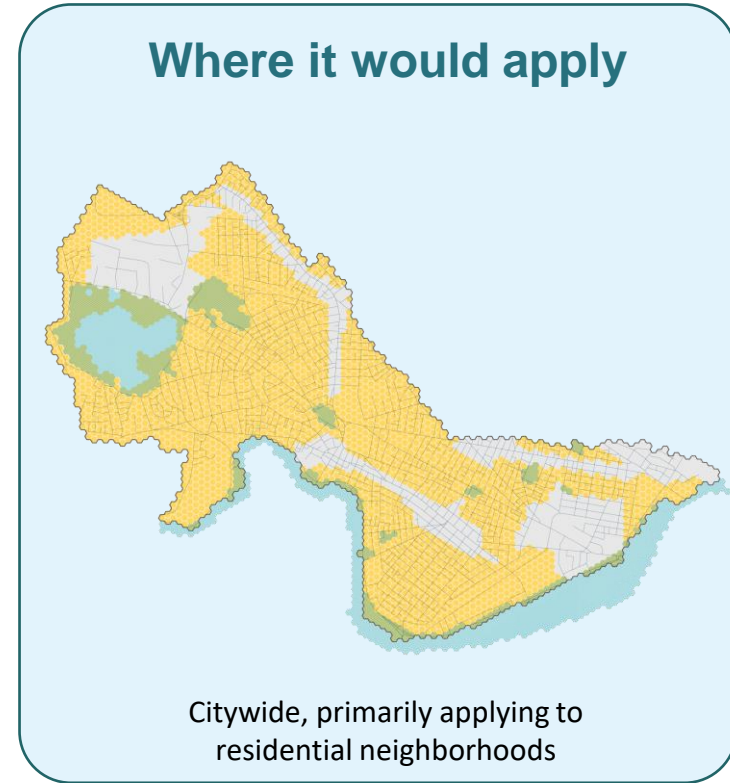 Where it would apply
Citywide, primarily applying to
residential neighborhoods